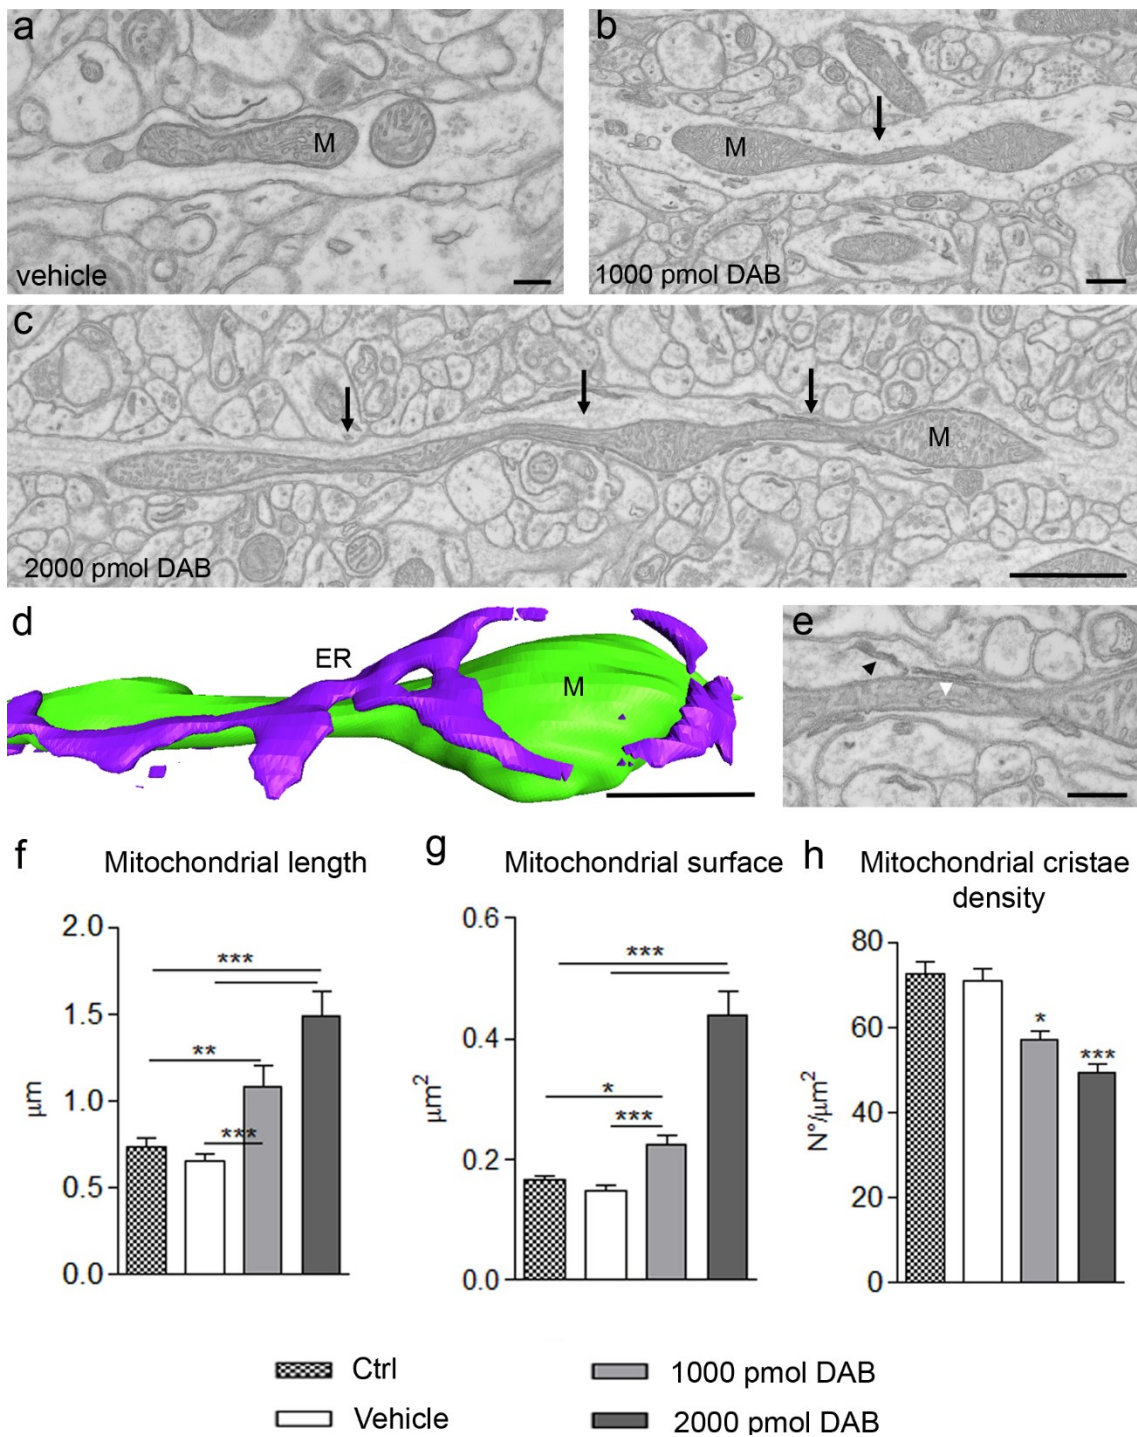 a
M
vehicle
b
M
1000 pmol DAB
c
M
2000 pmol DAB
d
ER
M
e
f
Mitochondrial length
2.0
1.5
1.0
0.5
0.0
μm
***
**
***
g
Mitochondrial surface
0.6
0.4
0.2
0.0
μm²
***
*
***
h
Mitochondrial cristae
density
80
60
40
20
0
N°/μm²
*
***
Ctrl
Vehicle
1000 pmol DAB
2000 pmol DAB